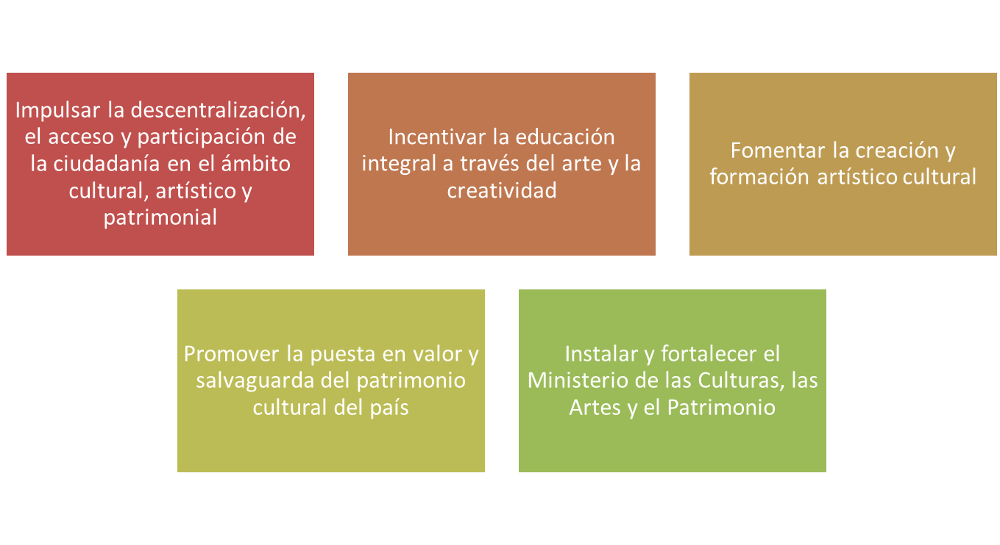 Impulsar la descentralización,
el acceso y participación de
la ciudadanía en el ámbito
cultural, artístico y
patrimonial
Incentivar la educación
integral a través del arte y la
creatividad
Fomentar la creación y
formación artístico cultural
Promover la puesta en valor y
salvaguarda del patrimonio
cultural del país
Instalar y fortalecer el
Ministerio de las Culturas, las
Artes y el Patrimonio